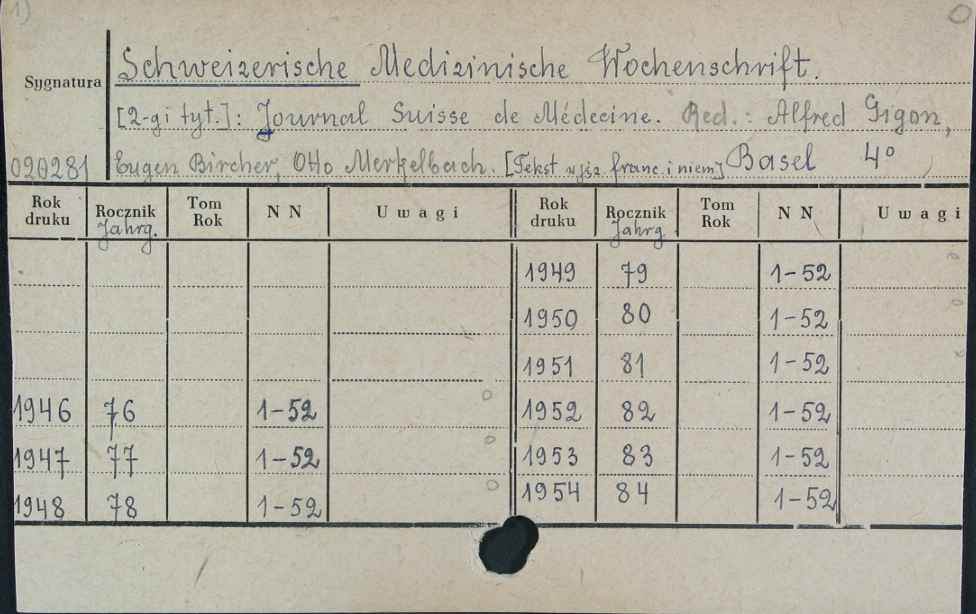 1)
Sygnatura Schweizerische Medizinische Wochenschrift.
[2-gi tyt.]: Journal Suisse de Médecine. Red.: Alfred Gigon,
020281 Eugen Bircher, Otto Merkelbach. [Tekst w jęz. franc. i niem] Basel 4°
Rok druku Rocznik Jahrg. Tom Rok N N Uwagi Rok druku Rocznik Jahrg. Tom Rok N N Uwagi
1949 79 1-52
1950 80 1-52
1951 81 1-52
1946 76 1-52 1952 82 1-52
1947 77 1-52 1953 83 1-52
1948 78 1-52 1954 84 1-52